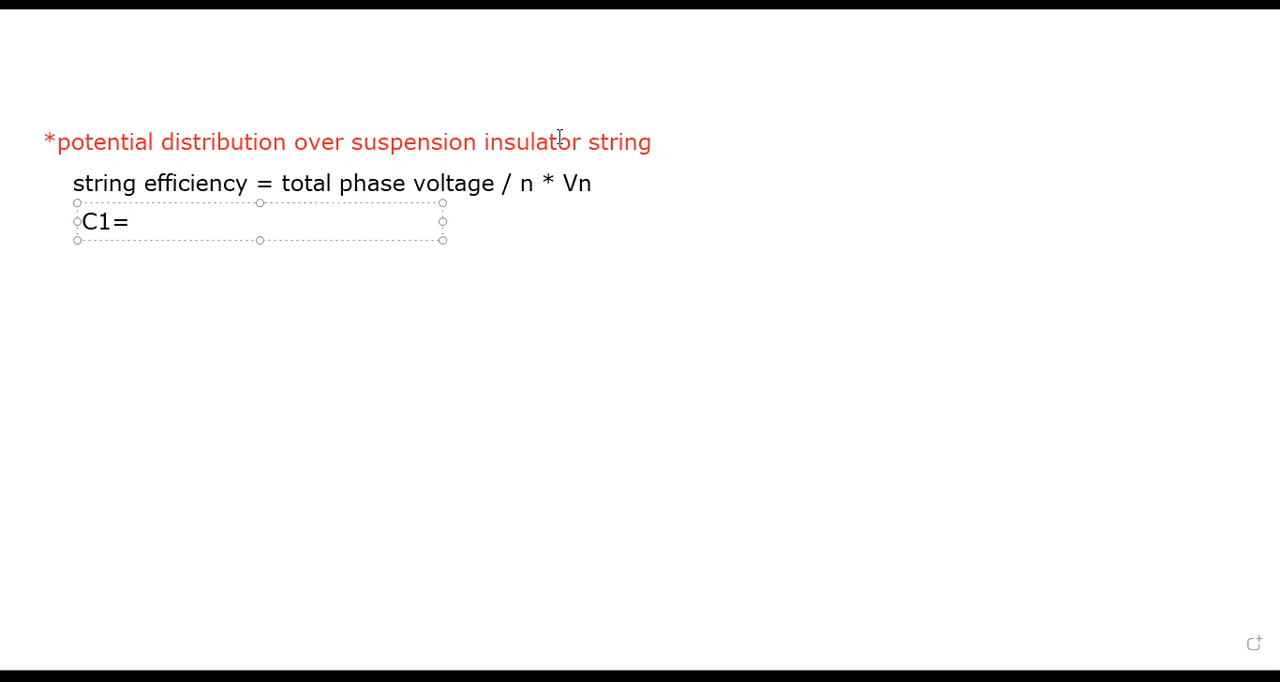 *potential distribution over suspension insulator string
string efficiency = total phase voltage / n * Vn
C1=